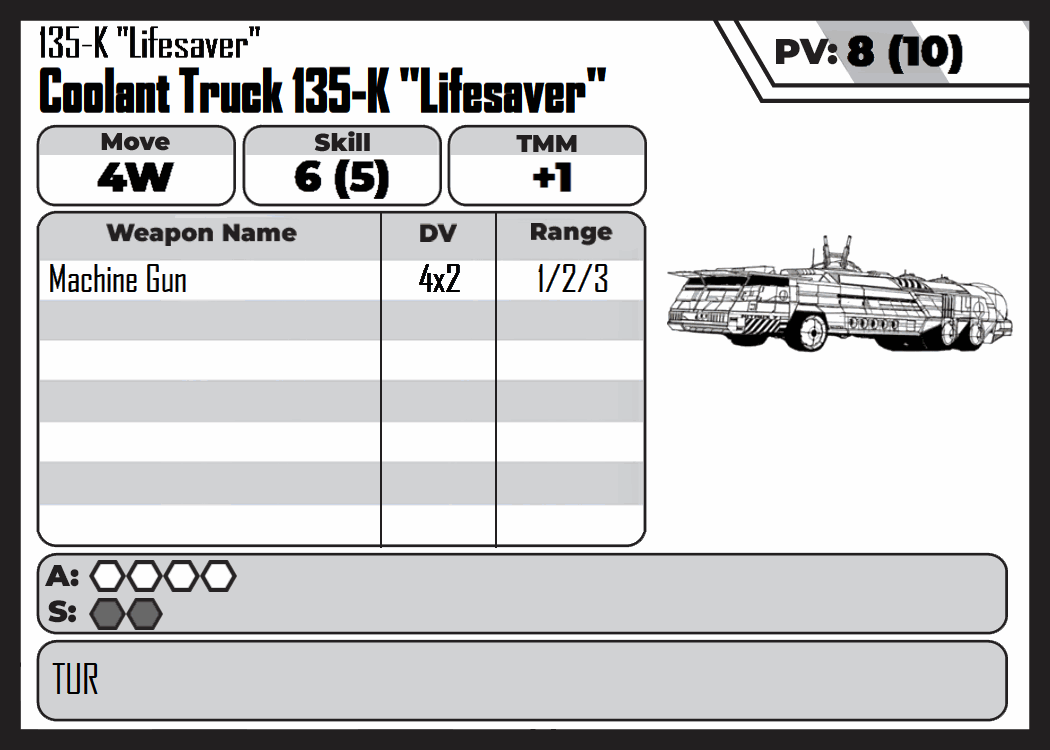 135-K "Lifesaver"
Coolant Truck 135-K "Lifesaver"
PV: 8 (10)
Move Skill TMM
4W 6 (5) +1
Weapon Name DV Range
Machine Gun 4x2 1/2/3
A:
S:
TUR